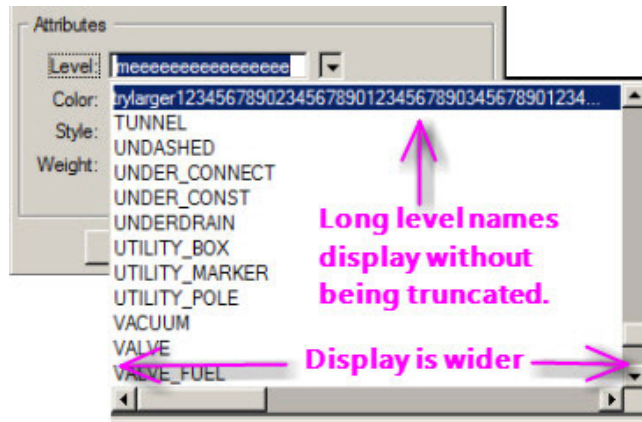 Attributes
Level: meeeeeeeeeeeeeeee
Color:
Style:
Weight:
trylarger12345678902345678901234567890345678901234...
TUNNEL
UNDASHED
UNDER_CONNECT
UNDER_CONST
UNDERDRAIN
UTILITY_BOX
UTILITY_MARKER
UTILITY_POLE
VACUUM
VALVE
VALVE_FUEL
Long level names
display without
being truncated.
Display is wider